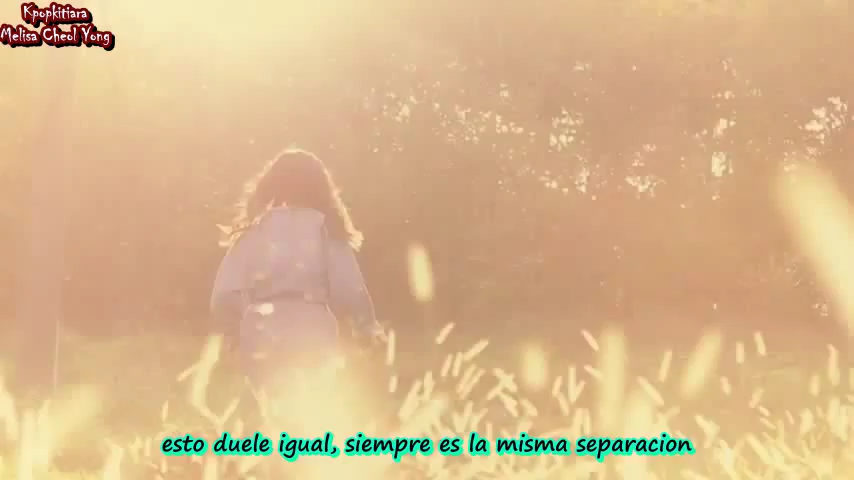 Kpopkitiara
Melisa Cheol Yong
esto duele igual, siempre es la misma separacion